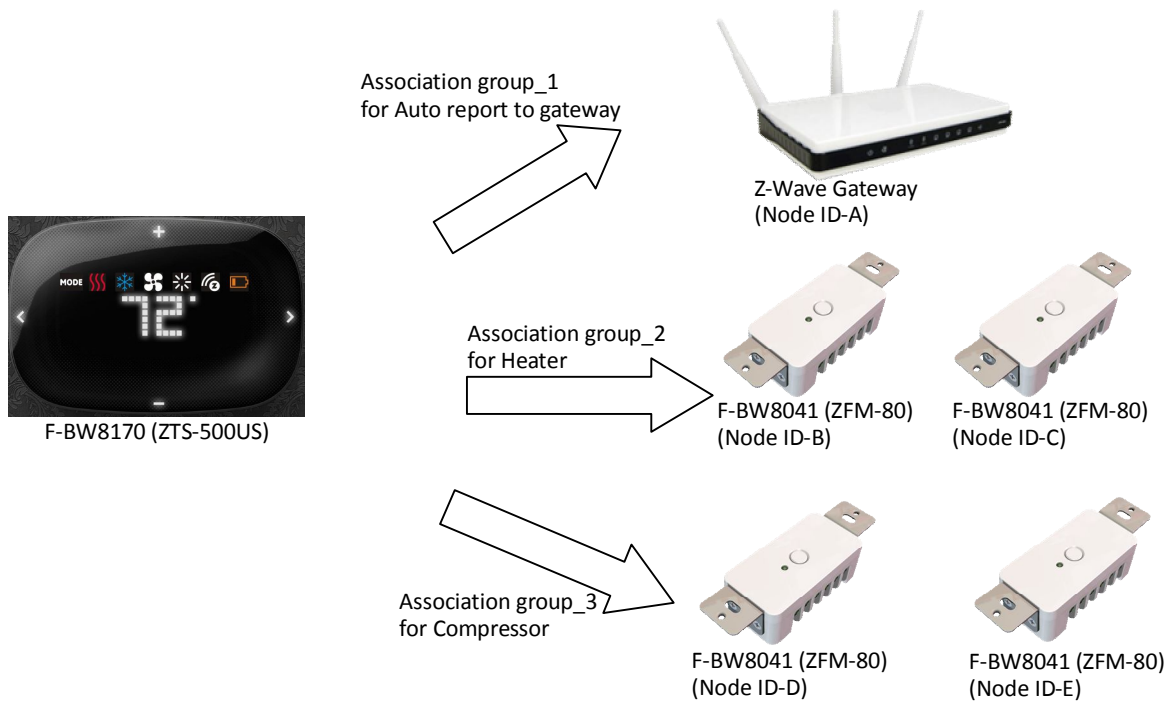 Association group_1
for Auto report to gateway
Z-Wave Gateway
(Node ID-A)
MODE
72°
F-BW8170 (ZTS-500US)
Association group_2
for Heater
F-BW8041 (ZFM-80)
(Node ID-B)
F-BW8041 (ZFM-80)
(Node ID-C)
Association group_3
for Compressor
F-BW8041 (ZFM-80)
(Node ID-D)
F-BW8041 (ZFM-80)
(Node ID-E)